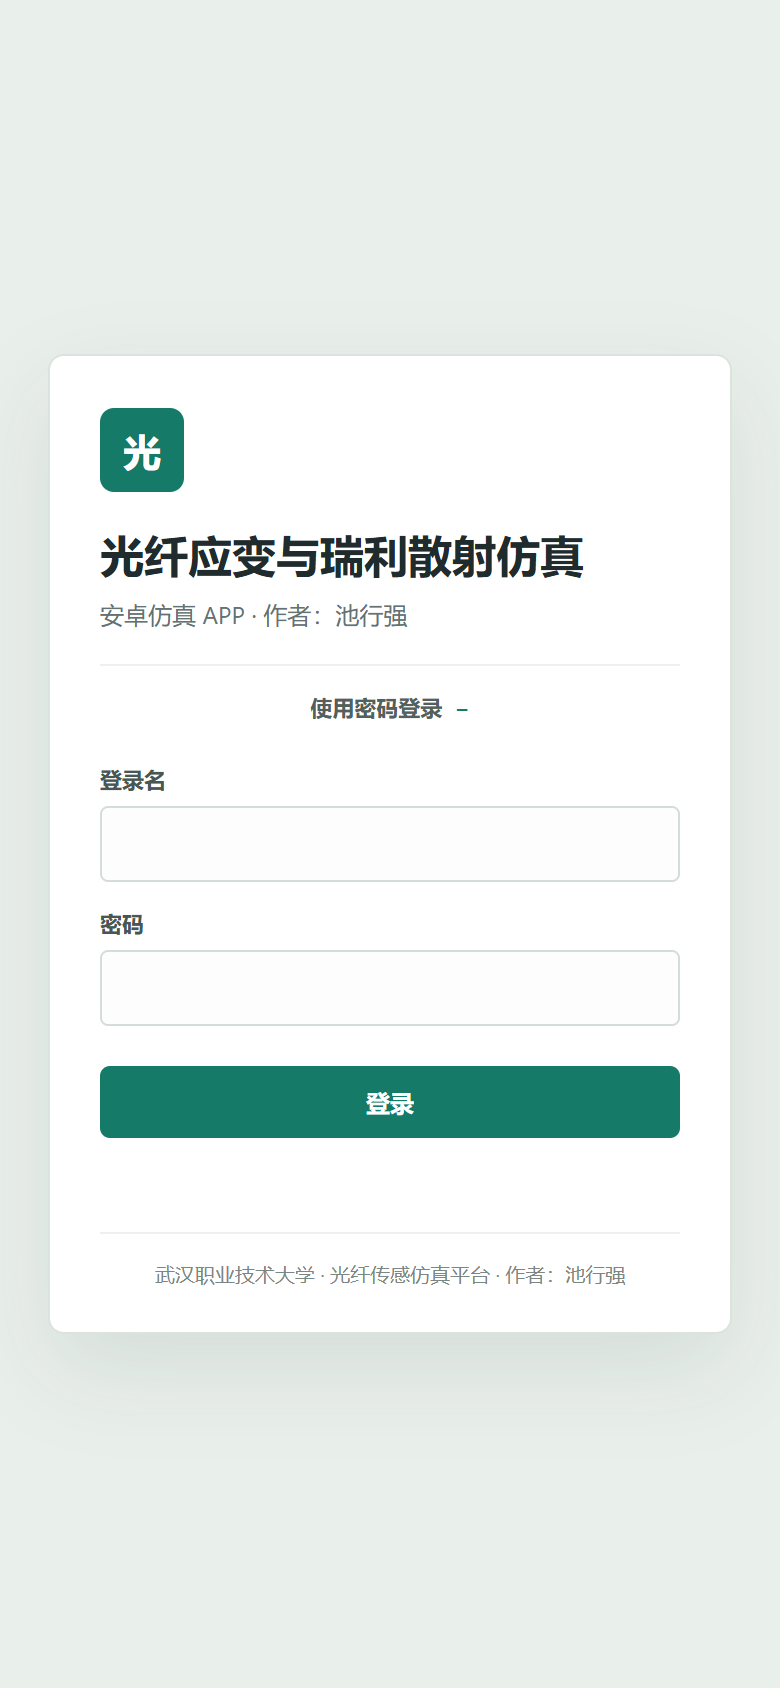 光
光纤应变与瑞利散射仿真
安卓仿真 APP · 作者：池行强
使用密码登录 –
登录名
密码
登录
武汉职业技术大学 · 光纤传感仿真平台 · 作者：池行强